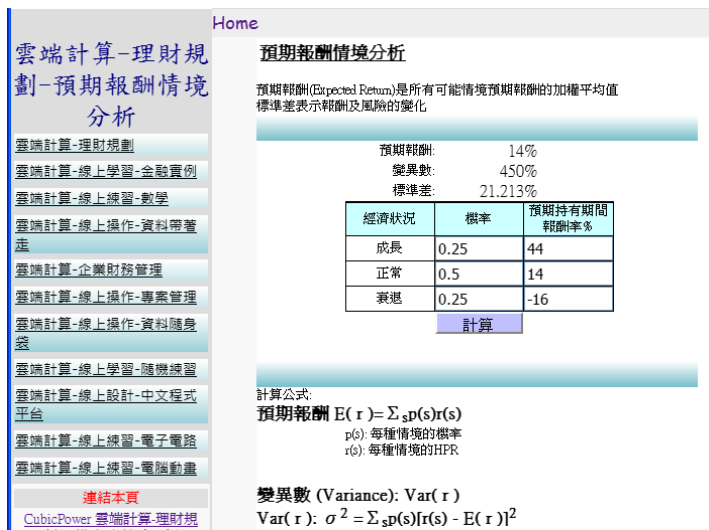 Home
雲端計算-理財規
劃-預期報酬情境
分析
雲端計算-理財規劃
雲端計算-線上學習-金融實例
雲端計算-線上練習-數學
雲端計算-線上操作-資料帶著
走
雲端計算-企業財務管理
雲端計算-線上操作-專案管理
雲端計算-線上操作-資料隨身
袋
雲端計算-線上學習-隨機練習
雲端計算-線上設計-中文程式
平台
雲端計算-線上練習-電子電路
雲端計算-線上練習-電腦動畫
連結本頁
CubicPower 雲端計算-理財規
預期報酬情境分析
預期報酬(Expected Return)是所有可能情境預期報酬的加權平均值
標準差表示報酬及風險的變化
預期報酬: 14%
變異數: 450%
標準差: 21.213%
經濟狀況 機率 預期持有期間
報酬率%
成長 0.25 44
正常 0.5 14
衰退 0.25 -16
計算
計算公式:
預期報酬 E( r )= Σ s p(s)r(s)
p(s): 每種情境的機率
r(s): 每種情境的HPR
變異數 (Variance): Var( r )
Var( r ): σ 2 = Σ s p(s)[r(s) - E( r )]2